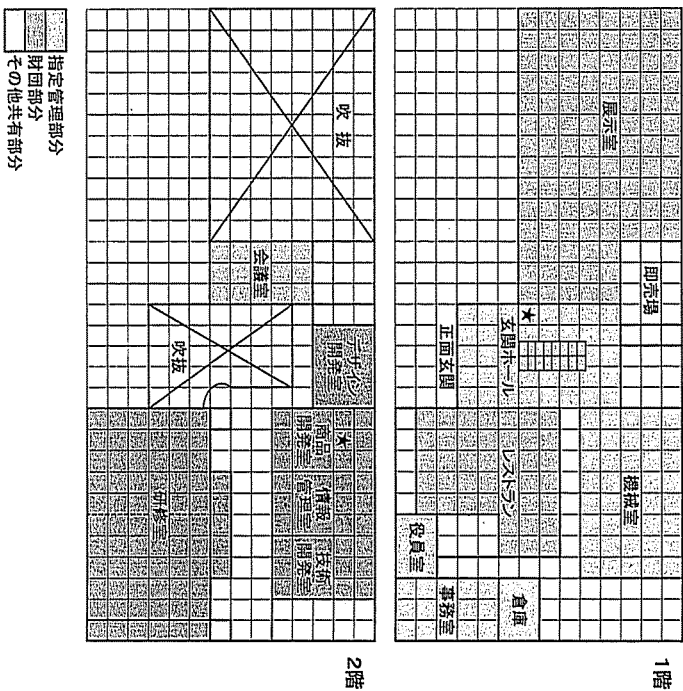 1階
展示室
即売場
★
玄関ホール
正面玄関
機械室
レストラン
役員室
倉庫
事務室
2階
吹抜
会議室
吹抜
デザイン
開発室
★
商品
開発室
情報
管理室
技術
開発室
研修室
指定管理部分
財団部分
その他共有部分